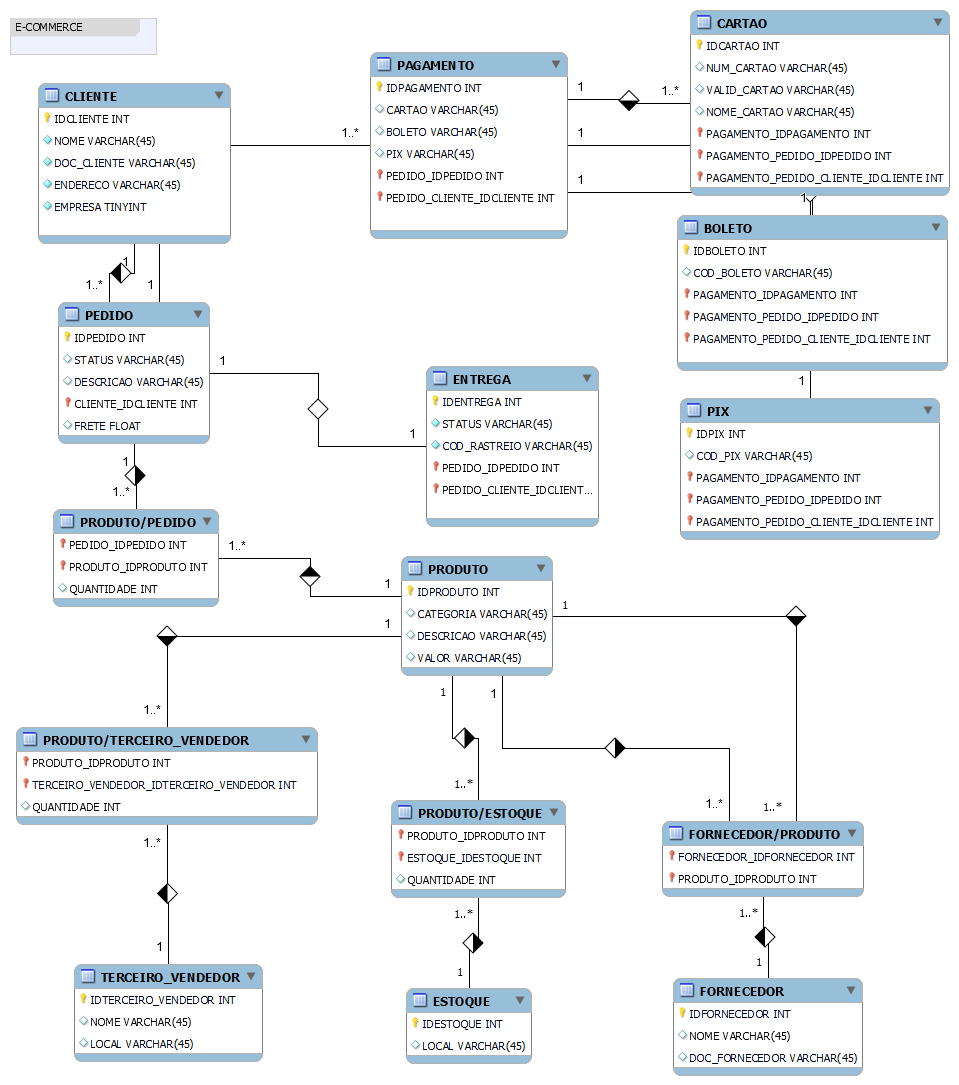 E-COMMERCE
CLIENTE
IDCLIENTE INT
NOME VARCHAR(45)
DOC_CLIENTE VARCHAR(45)
ENDERECO VARCHAR(45)
EMPRESA TINYINT
1..*
PAGAMENTO
IDPAGAMENTO INT
CARTAO VARCHAR(45)
BOLETO VARCHAR(45)
PIX VARCHAR(45)
PEDIDO_IDPEDIDO INT
PEDIDO_CLIENTE_IDCLIENTE INT
1
1..*
1
1
CARTAO
IDCARTAO INT
NUM_CARTAO VARCHAR(45)
VALID_CARTAO VARCHAR(45)
NOME_CARTAO VARCHAR(45)
PAGAMENTO_IDPAGAMENTO INT
PAGAMENTO_PEDIDO_IDPEDIDO INT
PAGAMENTO_PEDIDO_CLIENTE_IDCLIENTE INT
1
BOLETO
IDBOLETO INT
COD_BOLETO VARCHAR(45)
PAGAMENTO_IDPAGAMENTO INT
PAGAMENTO_PEDIDO_IDPEDIDO INT
PAGAMENTO_PEDIDO_CLIENTE_IDCLIENTE INT
1
PIX
IDPIX INT
COD_PIX VARCHAR(45)
PAGAMENTO_IDPAGAMENTO INT
PAGAMENTO_PEDIDO_IDPEDIDO INT
PAGAMENTO_PEDIDO_CLIENTE_IDCLIENTE INT
1
1..*
1
PEDIDO
IDPEDIDO INT
STATUS VARCHAR(45)
DESCRICAO VARCHAR(45)
CLIENTE_IDCLIENTE INT
FRETE FLOAT
1
1
ENTREGA
IDENTREGA INT
STATUS VARCHAR(45)
COD_RASTREIO VARCHAR(45)
PEDIDO_IDPEDIDO INT
PEDIDO_CLIENTE_IDCLIENT...
1
1..*
PRODUTO/PEDIDO
PEDIDO_IDPEDIDO INT
PRODUTO_IDPRODUTO INT
QUANTIDADE INT
1..*
1
PRODUTO
IDPRODUTO INT
CATEGORIA VARCHAR(45)
DESCRICAO VARCHAR(45)
VALOR VARCHAR(45)
1
1
1
1
1..*
PRODUTO/TERCEIRO_VENDEDOR
PRODUTO_IDPRODUTO INT
TERCEIRO_VENDEDOR_IDTERCEIRO_VENDEDOR INT
QUANTIDADE INT
1..*
1
TERCEIRO_VENDEDOR
IDTERCEIRO_VENDEDOR INT
NOME VARCHAR(45)
LOCAL VARCHAR(45)
1..*
PRODUTO/ESTOQUE
PRODUTO_IDPRODUTO INT
ESTOQUE_IDESTOQUE INT
QUANTIDADE INT
1..*
1
ESTOQUE
IDESTOQUE INT
LOCAL VARCHAR(45)
1..*
1..*
FORNECEDOR/PRODUTO
FORNECEDOR_IDFORNECEDOR INT
PRODUTO_IDPRODUTO INT
1..*
1
FORNECEDOR
IDFORNECEDOR INT
NOME VARCHAR(45)
DOC_FORNECEDOR VARCHAR(45)